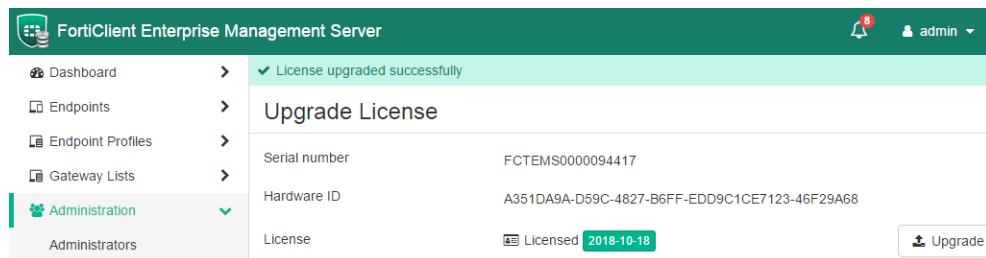 FortiClient Enterprise Management Server
8
admin
Dashboard
License upgraded successfully
Endpoints
Upgrade License
Endpoint Profiles
Serial number FCTEMS0000094417
Gateway Lists
Hardware ID A351DA9A-D59C-4827-B6FF-EDD9C1CE7123-46F29A68
Administration
License Licensed 2018-10-18 Upgrade
Administrators